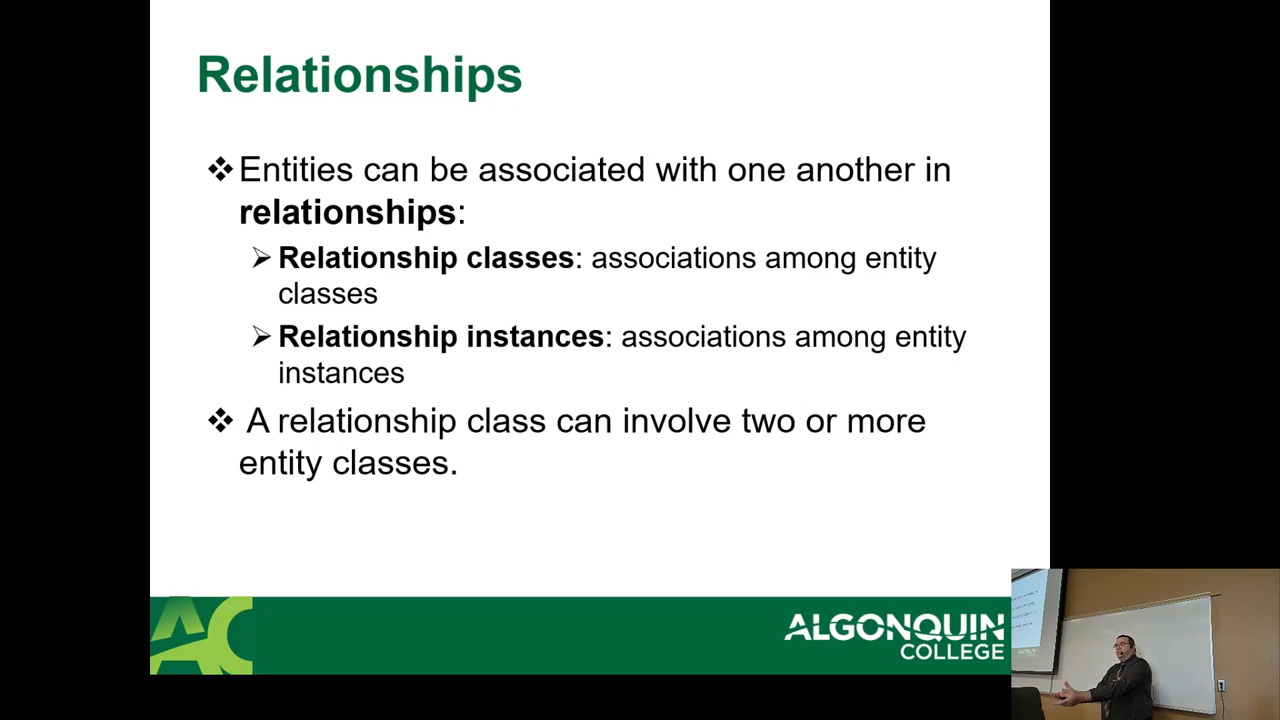 Relationships
❖Entities can be associated with one another in
relationships:
➢Relationship classes: associations among entity
classes
➢Relationship instances: associations among entity
instances
❖ A relationship class can involve two or more
entity classes.
AC
ALGONQUIN
COLLEGE